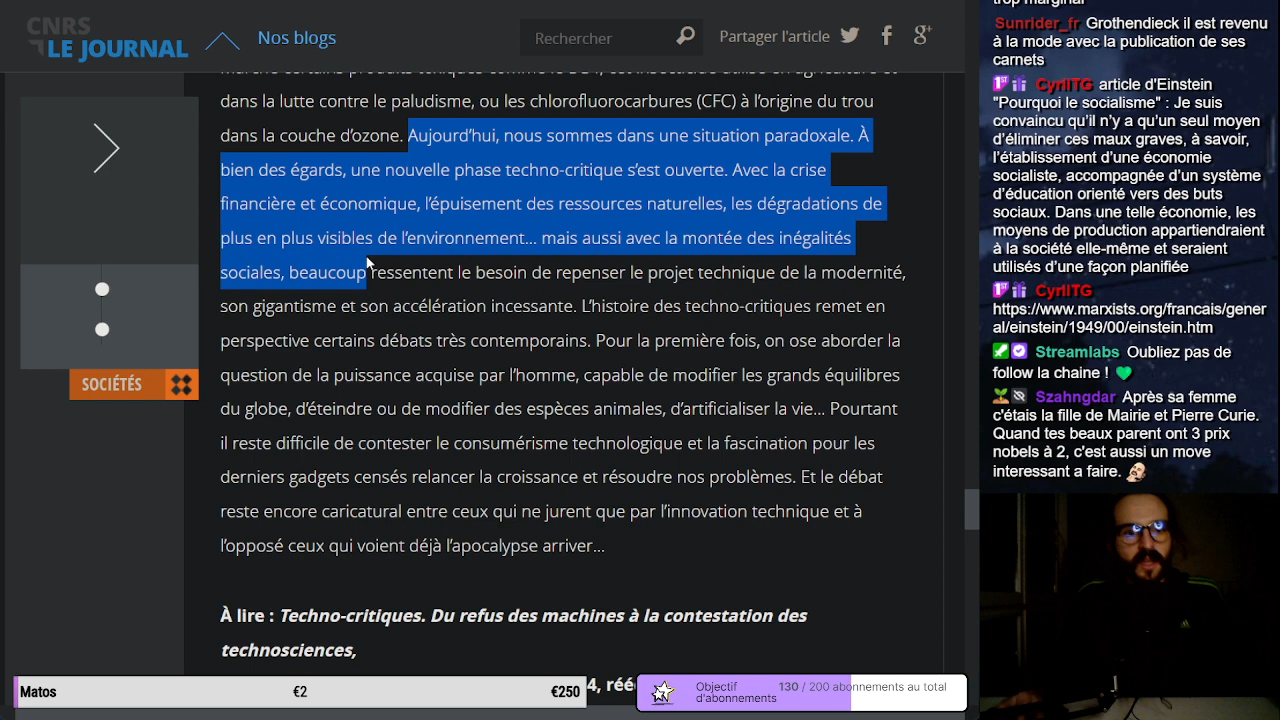 CNRS
LE JOURNAL
Nos blogs
Rechercher
Partager l'article
dans la lutte contre le paludisme, ou les chlorofluorocarbures (CFC) à l'origine du trou
dans la couche d'ozone. Aujourd'hui, nous sommes dans une situation paradoxale. À
bien des égards, une nouvelle phase techno-critique s'est ouverte. Avec la crise
financière et économique, l'épuisement des ressources naturelles, les dégradations de
plus en plus visibles de l'environnement... mais aussi avec la montée des inégalités
sociales, beaucoup ressentent le besoin de repenser le projet technique de la modernité,
son gigantisme et son accélération incessante. L'histoire des techno-critiques remet en
perspective certains débats très contemporains. Pour la première fois, on ose aborder la
question de la puissance acquise par l'homme, capable de modifier les grands équilibres
du globe, d'éteindre ou de modifier des espèces animales, d'artificialiser la vie... Pourtant
il reste difficile de contester le consumérisme technologique et la fascination pour les
derniers gadgets censés relancer la croissance et résoudre nos problèmes. Et le débat
reste encore caricatural entre ceux qui ne jurent que par l'innovation technique et à
l'opposé ceux qui voient déjà l'apocalypse arriver...
À lire : Techno-critiques. Du refus des machines à la contestation des
technosciences,
4, réé
SOCIÉTÉS
Matos €2 €250
Objectif
d'abonnements
130 / 200 abonnements au total
trop marginal
Sunrider_fr Grothendieck il est revenu
à la mode avec la publication de ses
carnets
CyrilTG article d'Einstein
"Pourquoi le socialisme" : Je suis
convaincu qu'il n'y a qu'un seul moyen
d'éliminer ces maux graves, à savoir,
l'établissement d'une économie
socialiste, accompagnée d'un système
d'éducation orienté vers des buts
sociaux. Dans une telle économie, les
moyens de production appartiendraient
à la société elle-même et seraient
utilisés d'une façon planifiée
CyrilTG
https://www.marxists.org/francais/gener
al/einstein/1949/00/einstein.htm
Streamlabs Oubliez pas de
follow la chaine !
Szahngdar Après sa femme
c'étais la fille de Mairie et Pierre Curie.
Quand tes beaux parent ont 3 prix
nobels à 2, c'est aussi un move
interessant a faire.